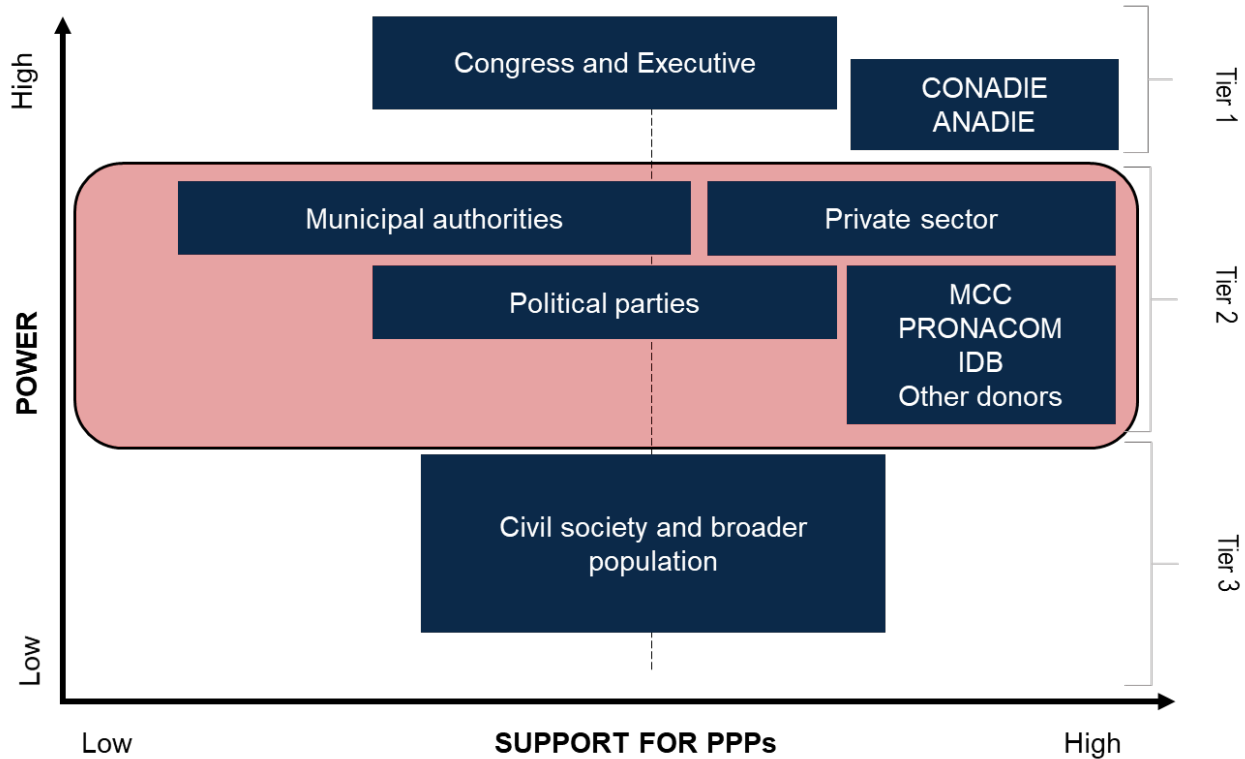 High
Congress and Executive
CONADIE
ANADIE
Tier 1
Municipal authorities
Private sector
Political parties
MCC
PRONACOM
IDB
Other donors
Tier 2
POWER
Civil society and broader
population
Tier 3
Low
Low
SUPPORT FOR PPPs
High